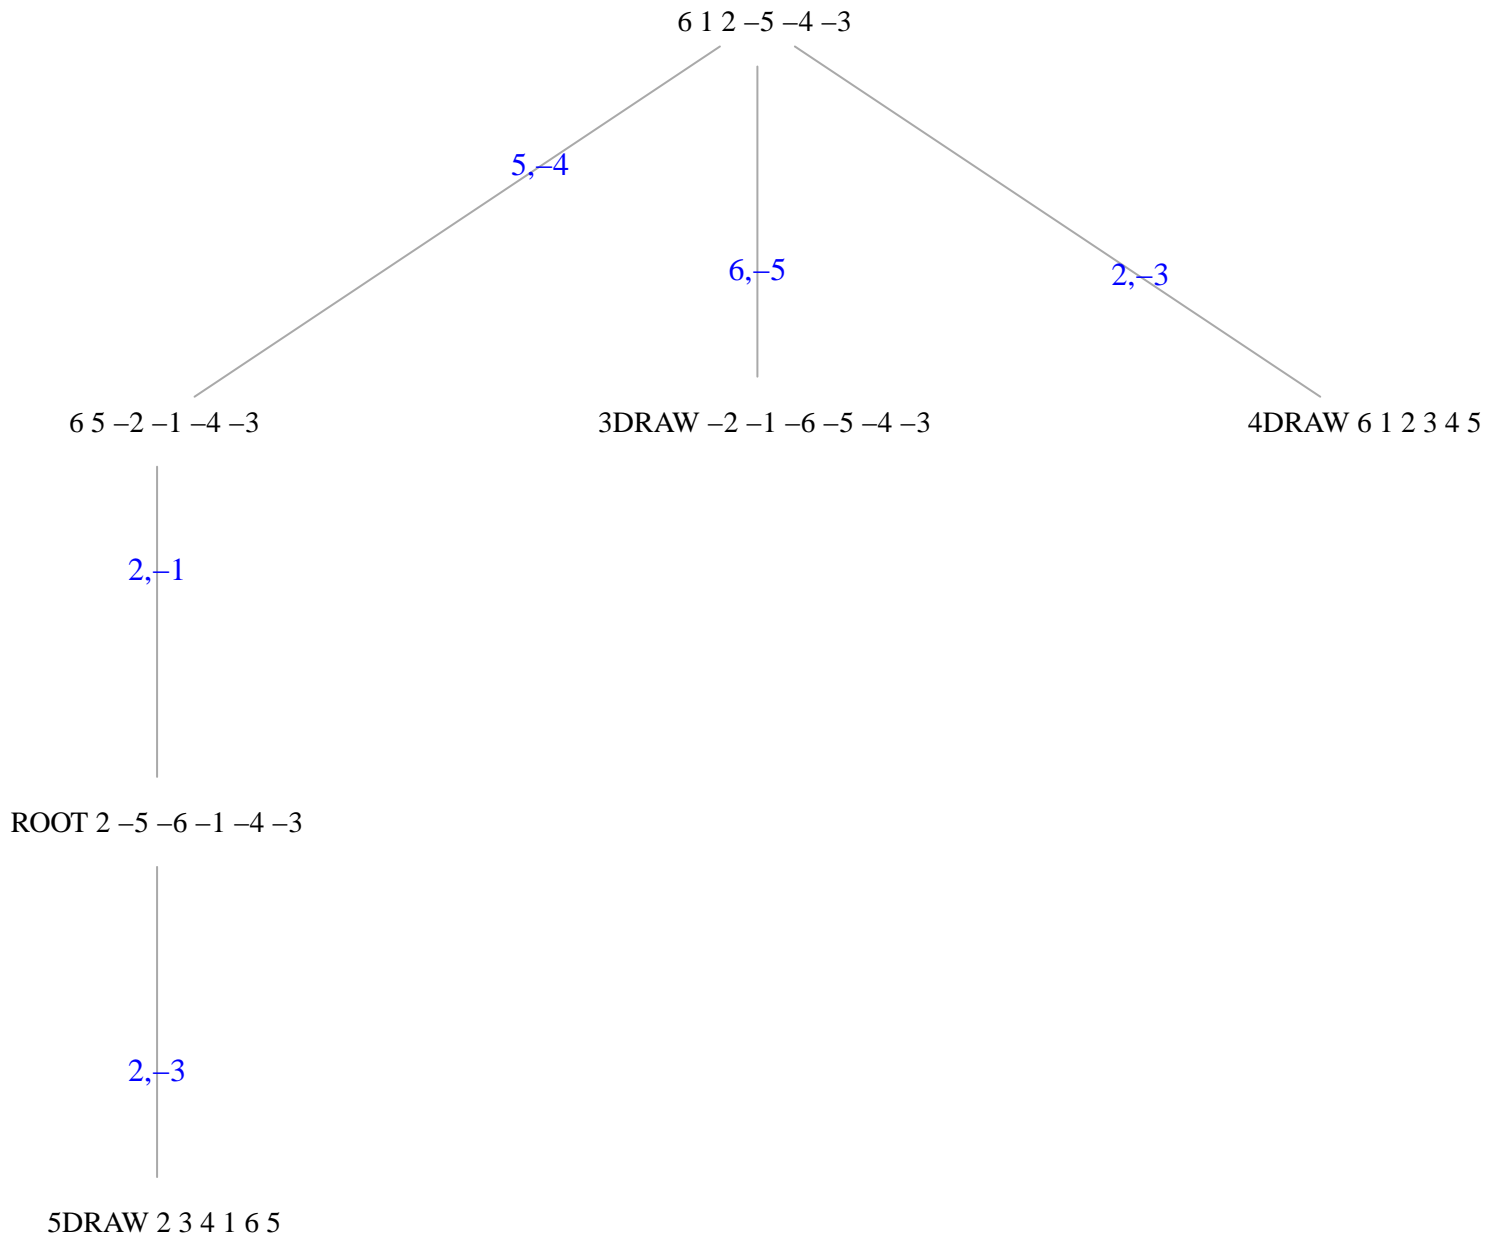 6 1 2 –5 –4 –3
5,–4
6,–5
2,–3
6 5 –2 –1 –4 –3
3DRAW –2 –1 –6 –5 –4 –3
4DRAW 6 1 2 3 4 5
2,–1
ROOT 2 –5 –6 –1 –4 –3
2,–3
5DRAW 2 3 4 1 6 5